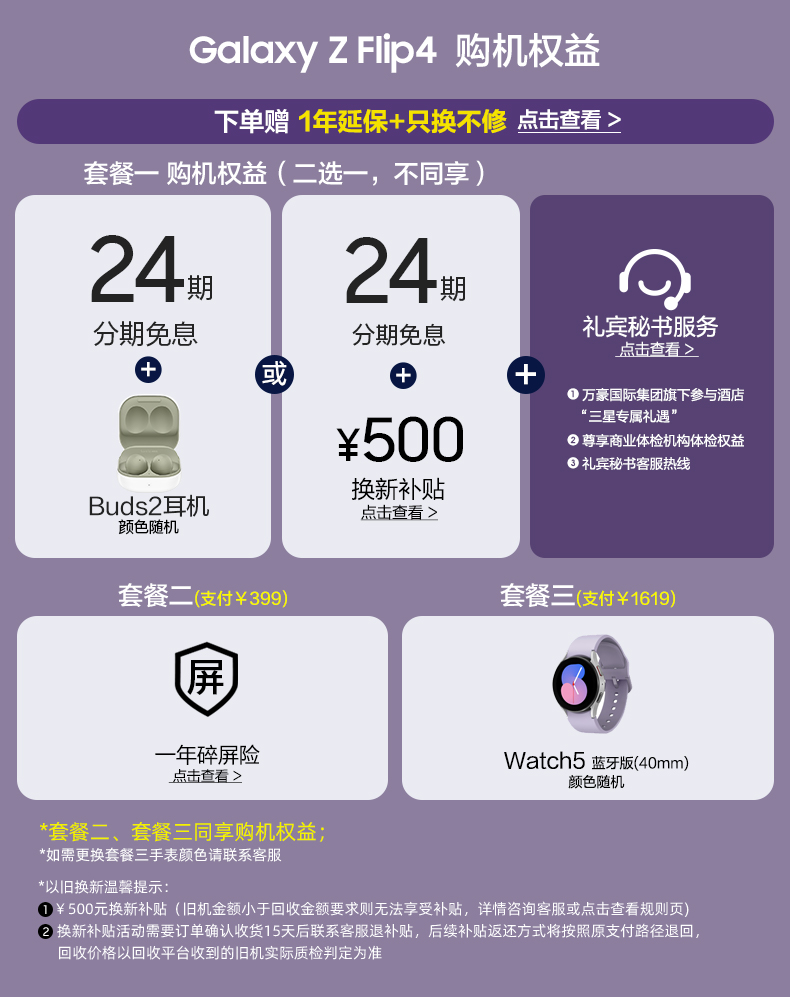 Galaxy Z Flip4 购机权益
下单赠 1年延保+只换不修 点击查看 >
套餐一 购机权益（二选一，不同享）
24期
分期免息
+
Buds2耳机
颜色随机
或
24期
分期免息
+
¥500
换新补贴
点击查看 >
+
礼宾秘书服务
点击查看 >
❶ 万豪国际集团旗下参与酒店
“三星专属礼遇”
❷ 尊享商业体检机构体检权益
❸ 礼宾秘书客服热线
套餐二(支付¥399)
屏
一年碎屏险
点击查看 >
套餐三(支付¥1619)
Watch5 蓝牙版(40mm)
颜色随机
*套餐二、套餐三同享购机权益；
*如需更换套餐三手表颜色请联系客服
*以旧换新温馨提示：
❶ ¥500元换新补贴（旧机金额小于回收金额要求则无法享受补贴，详情咨询客服或点击查看规则页)
❷ 换新补贴活动需要订单确认收货15天后联系客服退补贴，后续补贴返还方式将按照原支付路径退回，
回收价格以回收平台收到的旧机实际质检判定为准